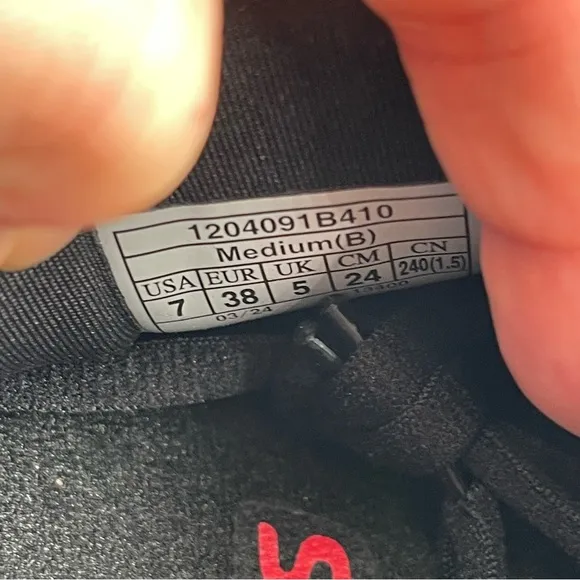 1204091B410
Medium(B)
USA EUR UK CM CN
7 38 5 24 240(1.5)
03/24
S